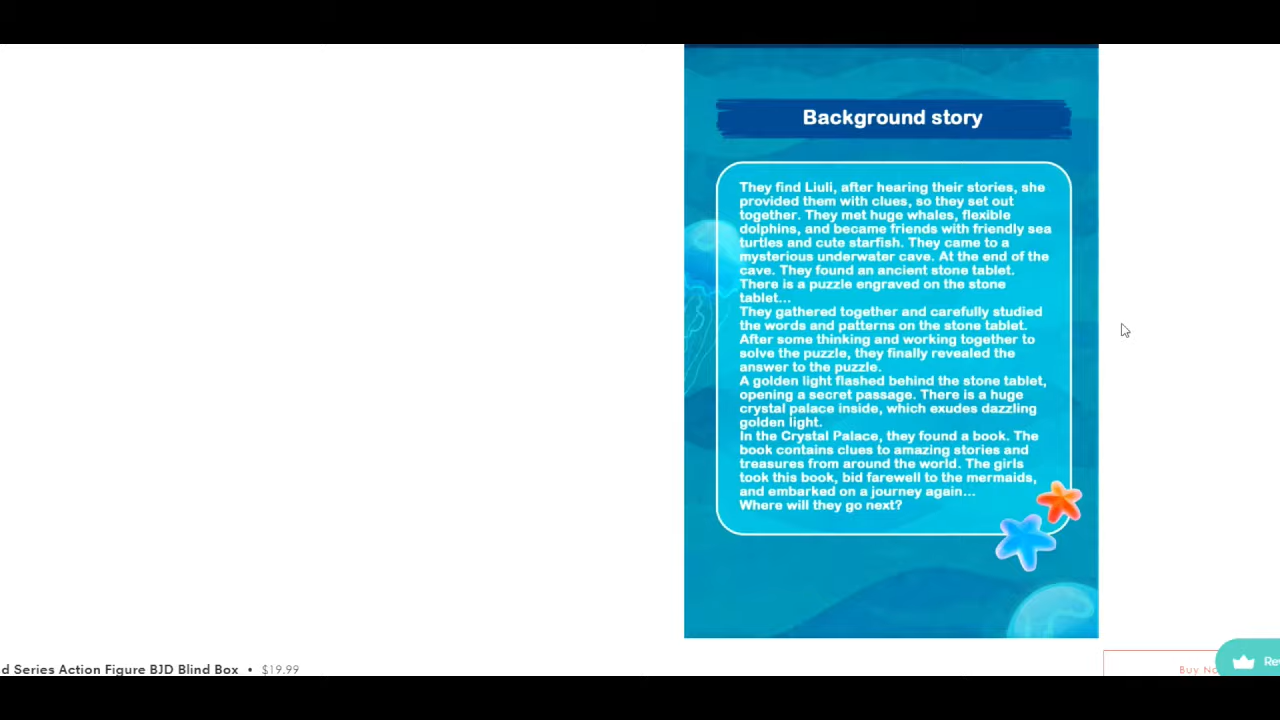 Background story
They find Liuli, after hearing their stories, she
provided them with clues, so they set out
together. They met huge whales, flexible
dolphins, and became friends with friendly sea
turtles and cute starfish. They came to a
mysterious underwater cave. At the end of the
cave. They found an ancient stone tablet.
There is a puzzle engraved on the stone
tablet...
They gathered together and carefully studied
the words and patterns on the stone tablet.
After some thinking and working together to
solve the puzzle, they finally revealed the
answer to the puzzle.
A golden light flashed behind the stone tablet,
opening a secret passage. There is a huge
crystal palace inside, which exudes dazzling
golden light.
In the Crystal Palace, they found a book. The
book contains clues to amazing stories and
treasures from around the world. The girls
took this book, bid farewell to the mermaids,
and embarked on a journey again...
Where will they go next?
d Series Action Figure BJD Blind Box • $19.99
Buy